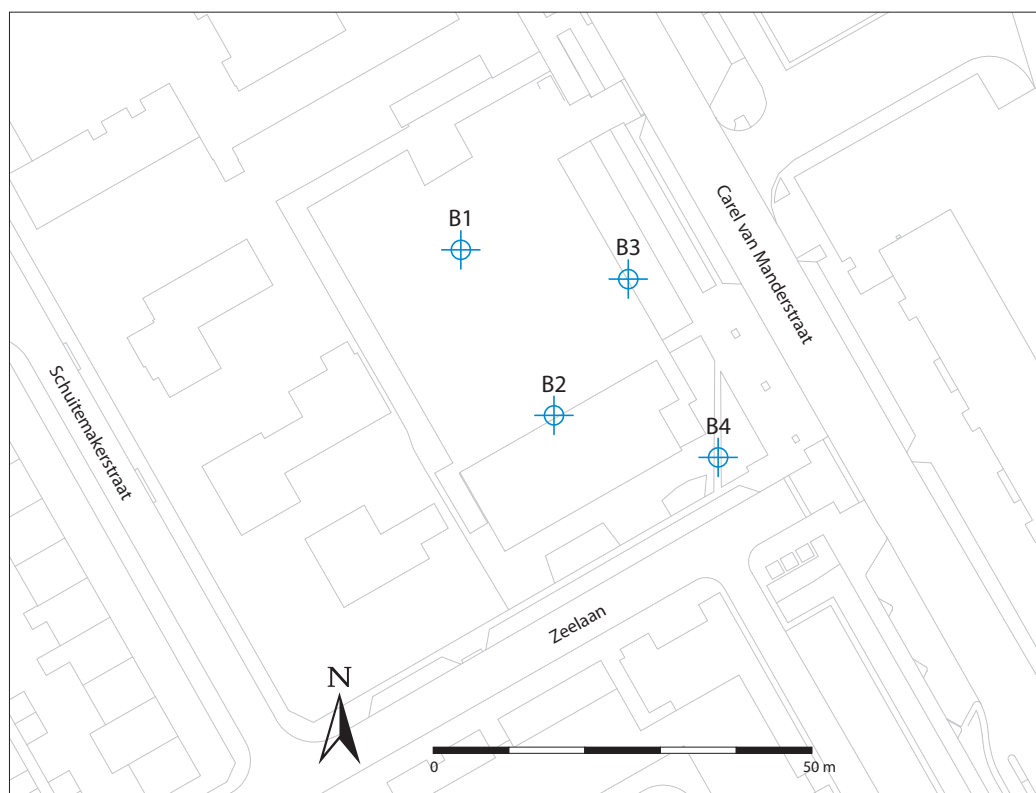 B1
B3
Carel van Manderstraat
B2
B4
Schuitemakerstraat
Zeelaan
N
0
50 m